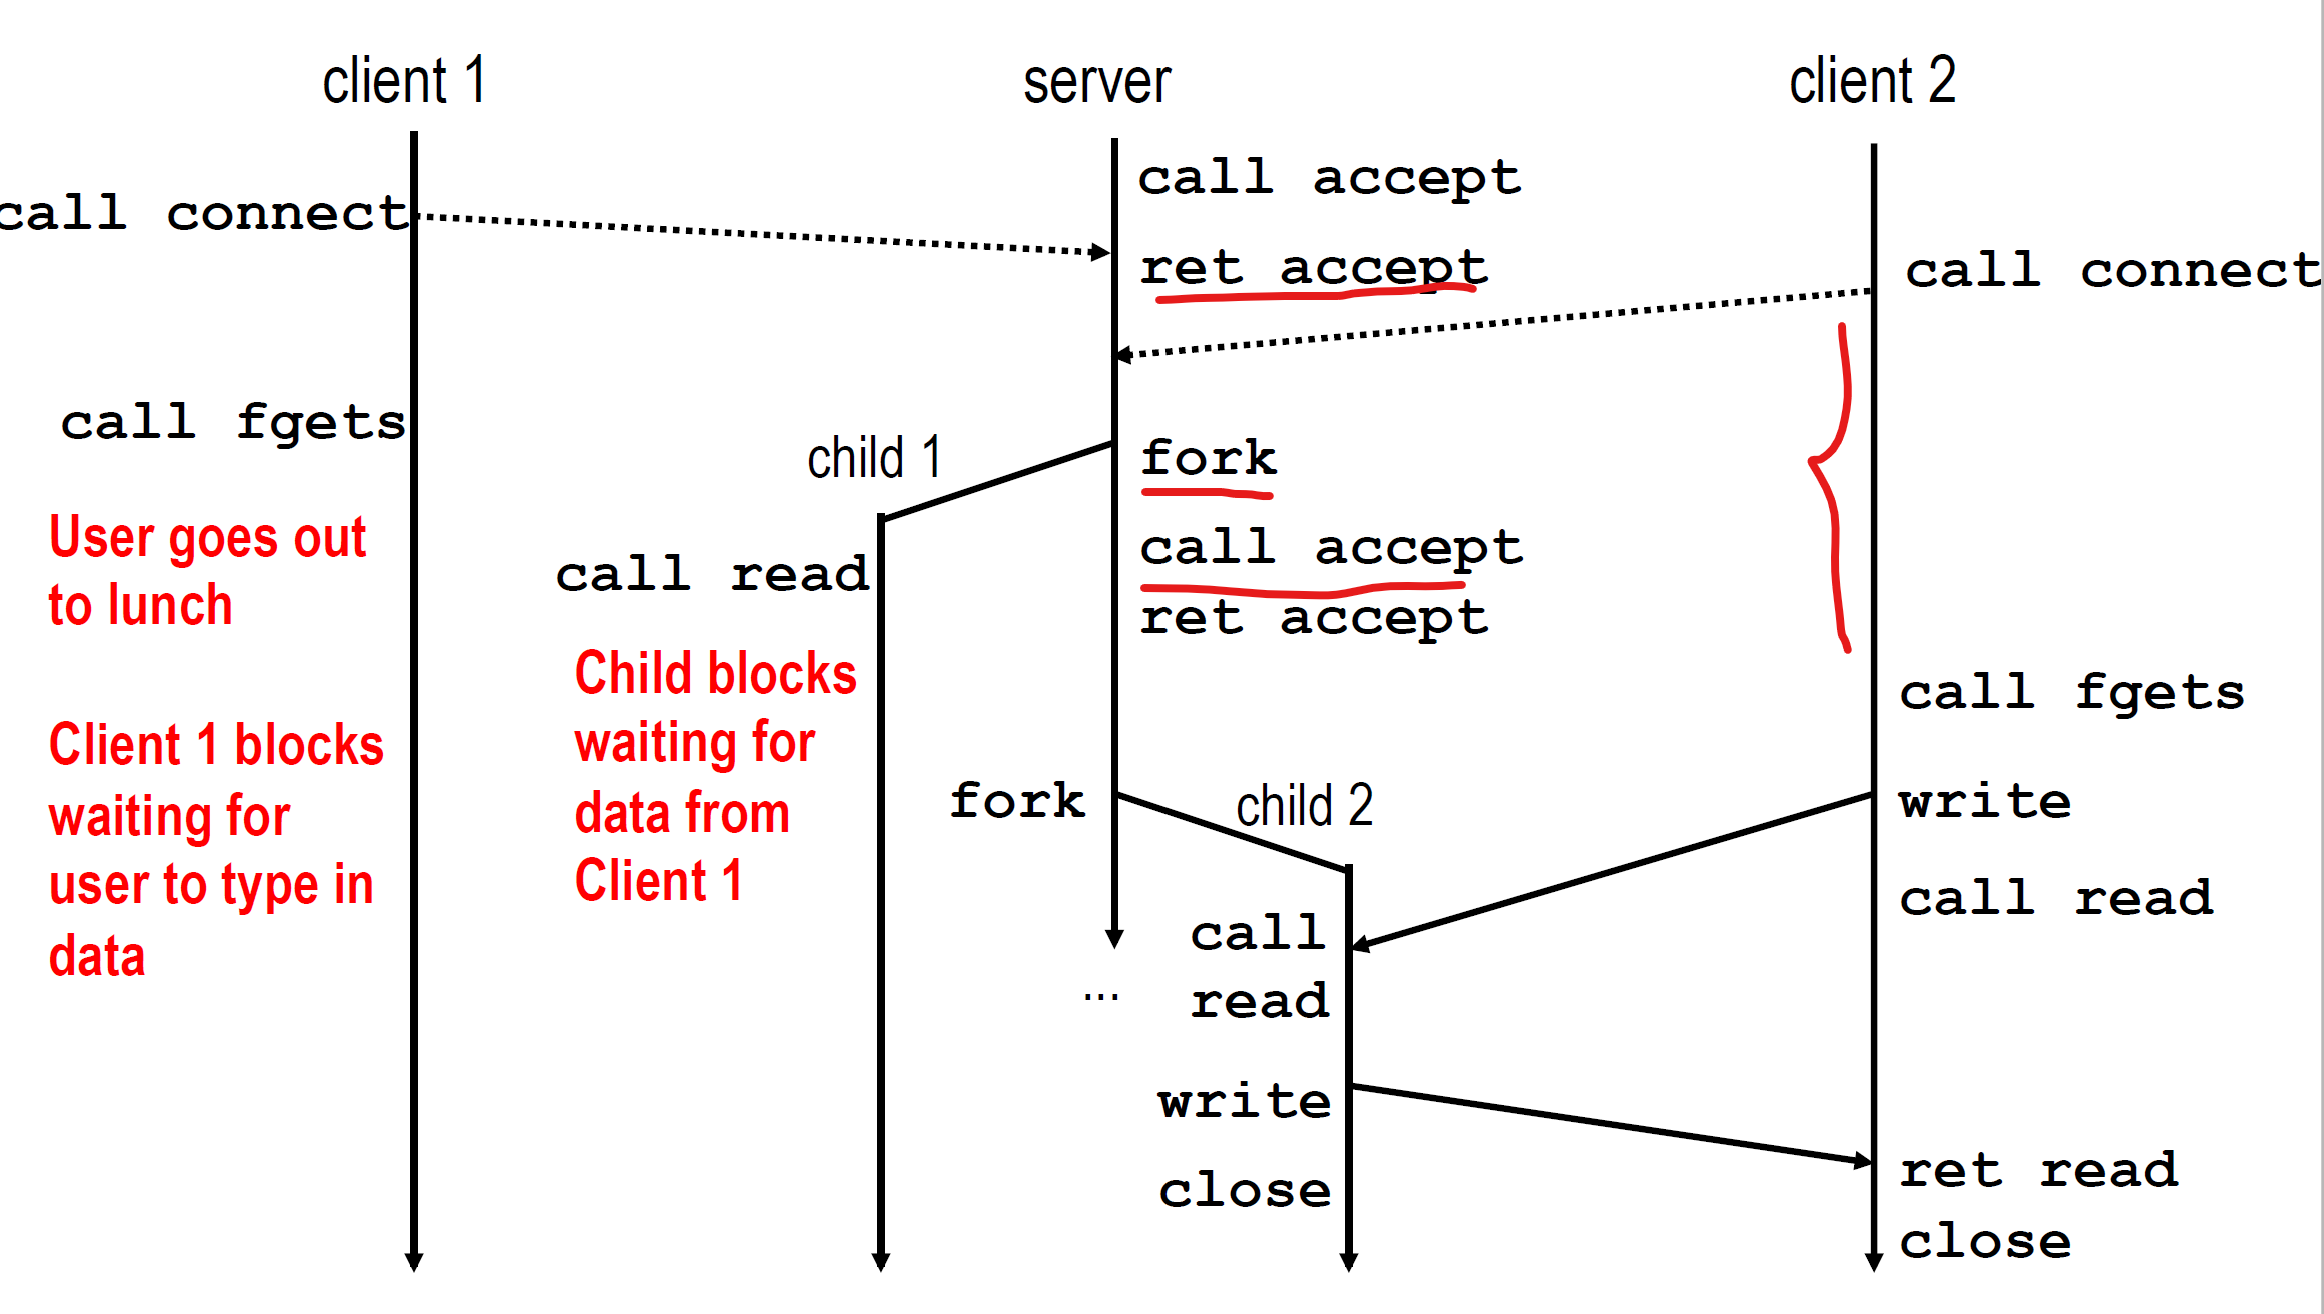 client 1
server
client 2
call accept
call connect
ret accept
call connect
call fgets
child 1
fork
User goes out
to lunch
call accept
call read
ret accept
Child blocks
waiting for
data from
Client 1
call fgets
Client 1 blocks
waiting for
user to type in
data
fork
child 2
write
call read
call
read
...
write
close
ret read
close